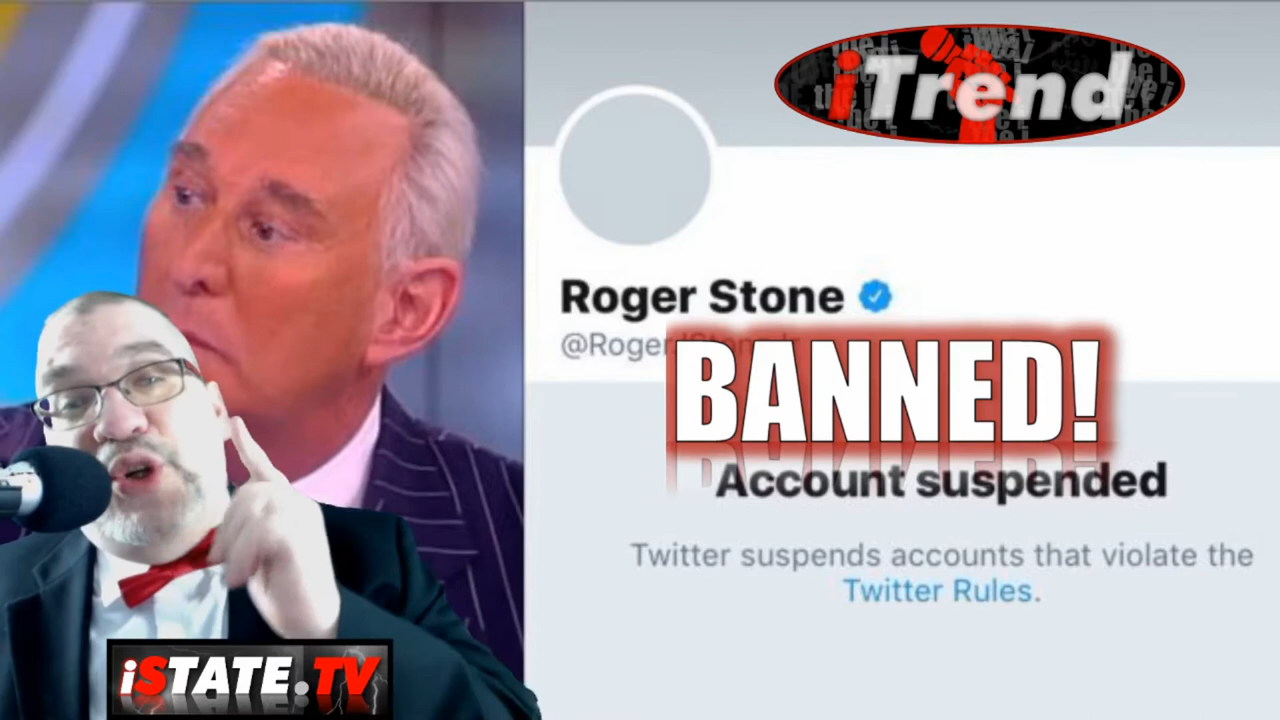 iTrend
Roger Stone
@Roger
BANNED!
Account suspended
Twitter suspends accounts that violate the
Twitter Rules.
iSTATE.TV